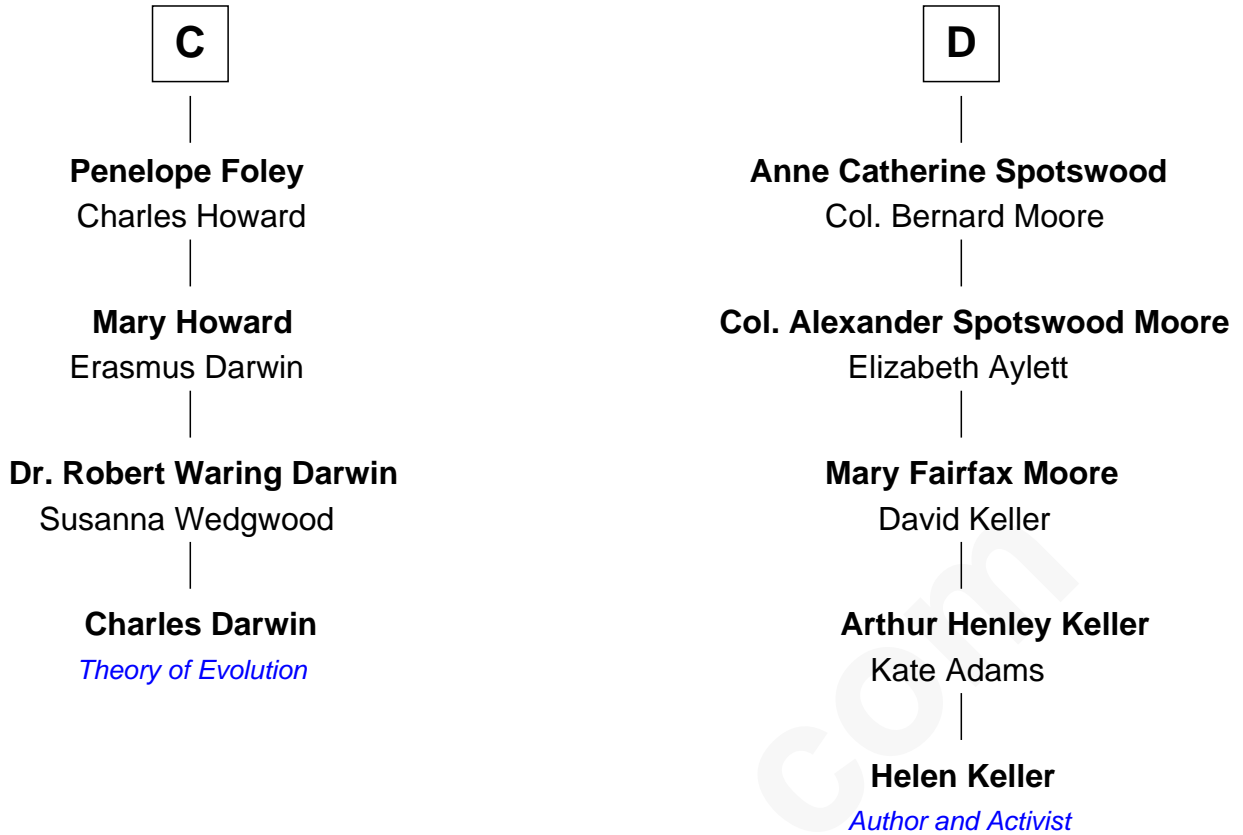 C
Penelope Foley
Charles Howard
Mary Howard
Erasmus Darwin
Dr. Robert Waring Darwin
Susanna Wedgwood
Charles Darwin
Theory of Evolution
D
Anne Catherine Spotswood
Col. Bernard Moore
Col. Alexander Spotswood Moore
Elizabeth Aylett
Mary Fairfax Moore
David Keller
Arthur Henley Keller
Kate Adams
Helen Keller
Author and Activist
com